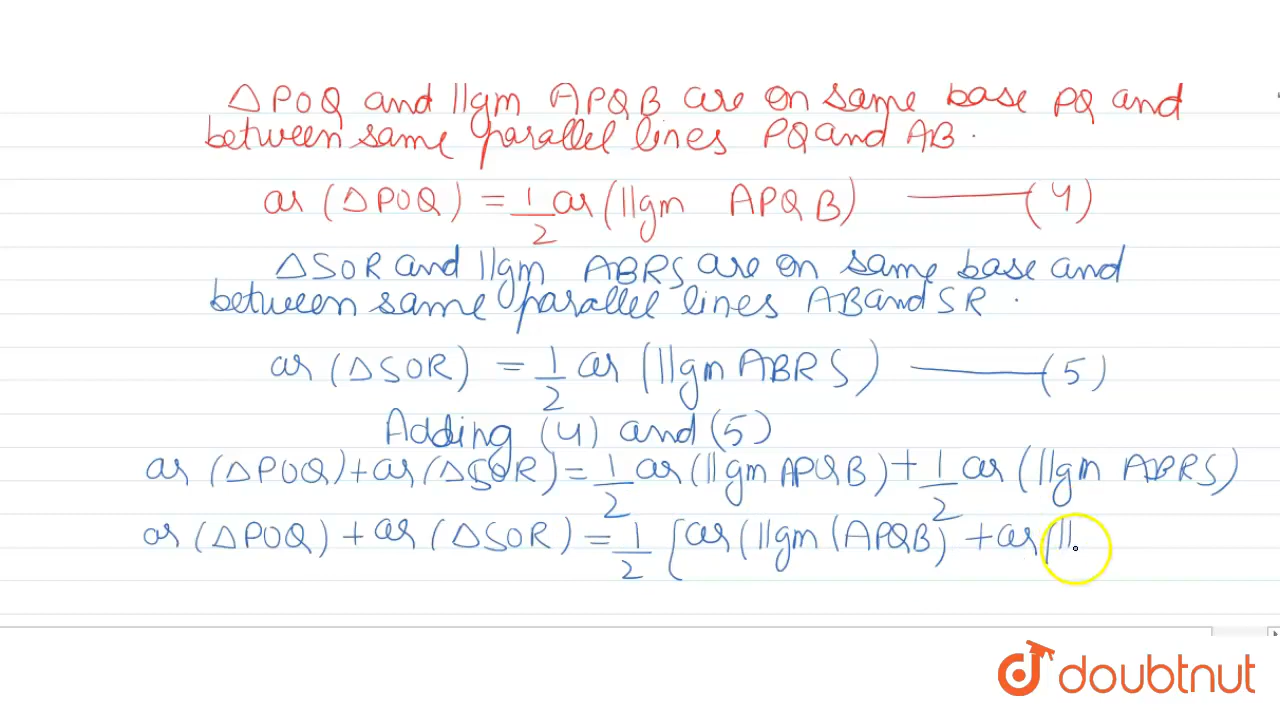 △POQ and ||gm APQB are on same base PQ and
between same parallel lines PQ and AB.
ar (△POQ) = 1/2 ar (||gm APQB) —— (4)
△SOR and ||gm ABRS are on same base and
between same parallel lines AB and SR.
ar (△SOR) = 1/2 ar (||gm ABRS) —— (5)
Adding (4) and (5)
ar (△POQ) + ar (△SOR) = 1/2 ar (||gm APQB) + 1/2 ar (||gm ABRS)
ar (△POQ) + ar (△SOR) = 1/2 [ar (||gm (APQB) + ar (||
doubtnut